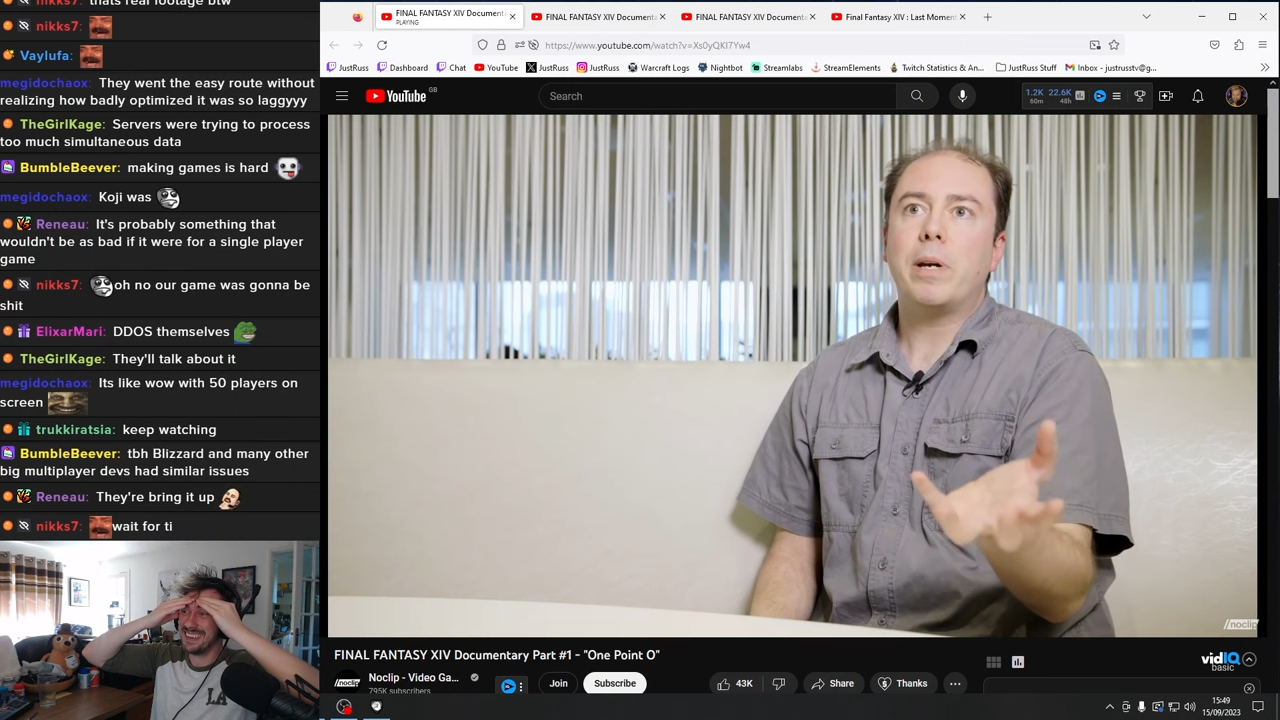 nikks7: thats real footage btw
nikks7:
Vaylufa:
megidochaox: They went the easy route without
realizing how badly optimized it was so laggyyy
TheGirlKage: Servers were trying to process
too much simultaneous data
BumbleBeever: making games is hard
megidochaox: Koji was
Reneau: It's probably something that
wouldn't be as bad if it were for a single player
game
nikks7: oh no our game was gonna be
shit
ElixarMari: DDOS themselves
TheGirlKage: They'll talk about it
megidochaox: Its like wow with 50 players on
screen
trukkiratsia: keep watching
BumbleBeever: tbh Blizzard and many other
big multiplayer devs had similar issues
Reneau: They're bring it up
nikks7: wait for ti
FINAL FANTASY XIV Document
PLAYING
FINAL FANTASY XIV Documenta
FINAL FANTASY XIV Documenta
Final Fantasy XIV : Last Moment
https://www.youtube.com/watch?v=Xs0yQKI7Yw4
JustRuss
Dashboard
Chat
YouTube
JustRuss
JustRuss
Warcraft Logs
Nightbot
Streamlabs
StreamElements
Twitch Statistics & An...
JustRuss Stuff
Inbox - justrusstv@g...
YouTube GB
Search
1.2K 22.6K
60m 48h
/noclip
FINAL FANTASY XIV Documentary Part #1 - "One Point O"
vidIQ
basic
/noclip
Noclip - Video Ga...
795K subscribers
Join
Subscribe
43K
Share
Thanks
15:49
15/09/2023